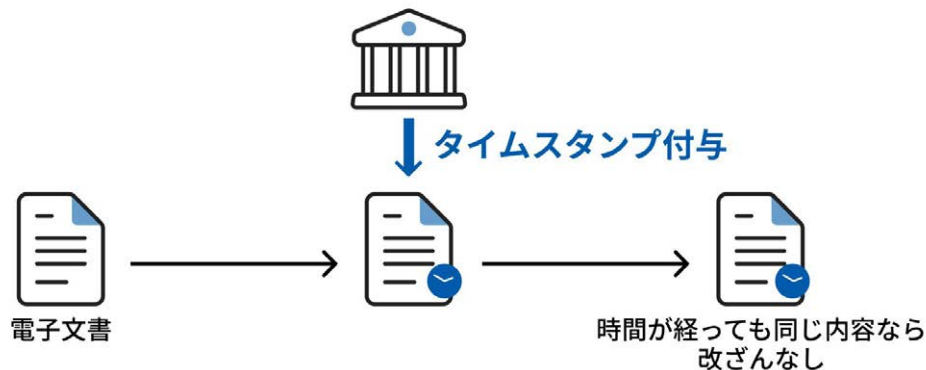 タイムスタンプ付与
電子文書
時間が経っても同じ内容なら
改ざんなし